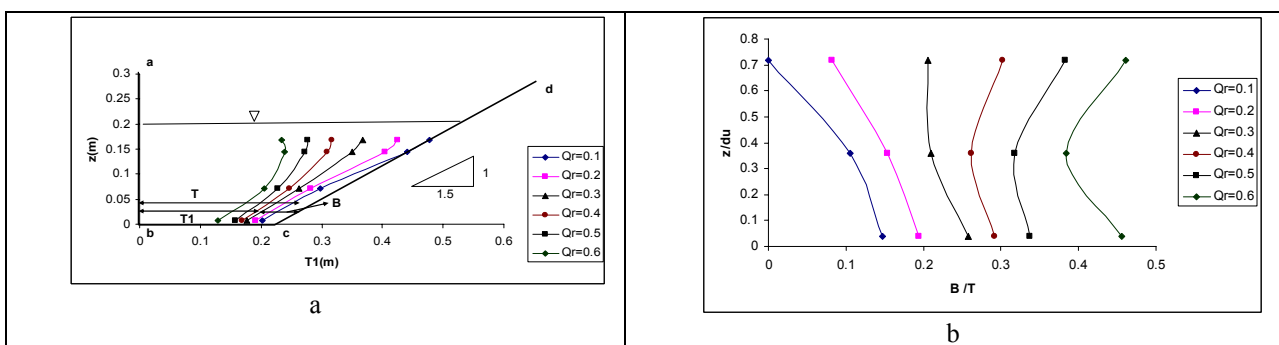 a
0.3
0.25
0.2
0.15
0.1
0.05
0
z(m)
d
1
1.5
T
T1
B
b
c
0
0.1
0.2
0.3
0.4
0.5
0.6
T1(m)
Qr=0.1
Qr=0.2
Qr=0.3
Qr=0.4
Qr=0.5
Qr=0.6
a
0.8
0.7
0.6
0.5
0.4
0.3
0.2
0.1
0
z/du
0
0.1
0.2
0.3
0.4
0.5
B /T
Qr=0.1
Qr=0.2
Qr=0.3
Qr=0.4
Qr=0.5
Qr=0.6
b